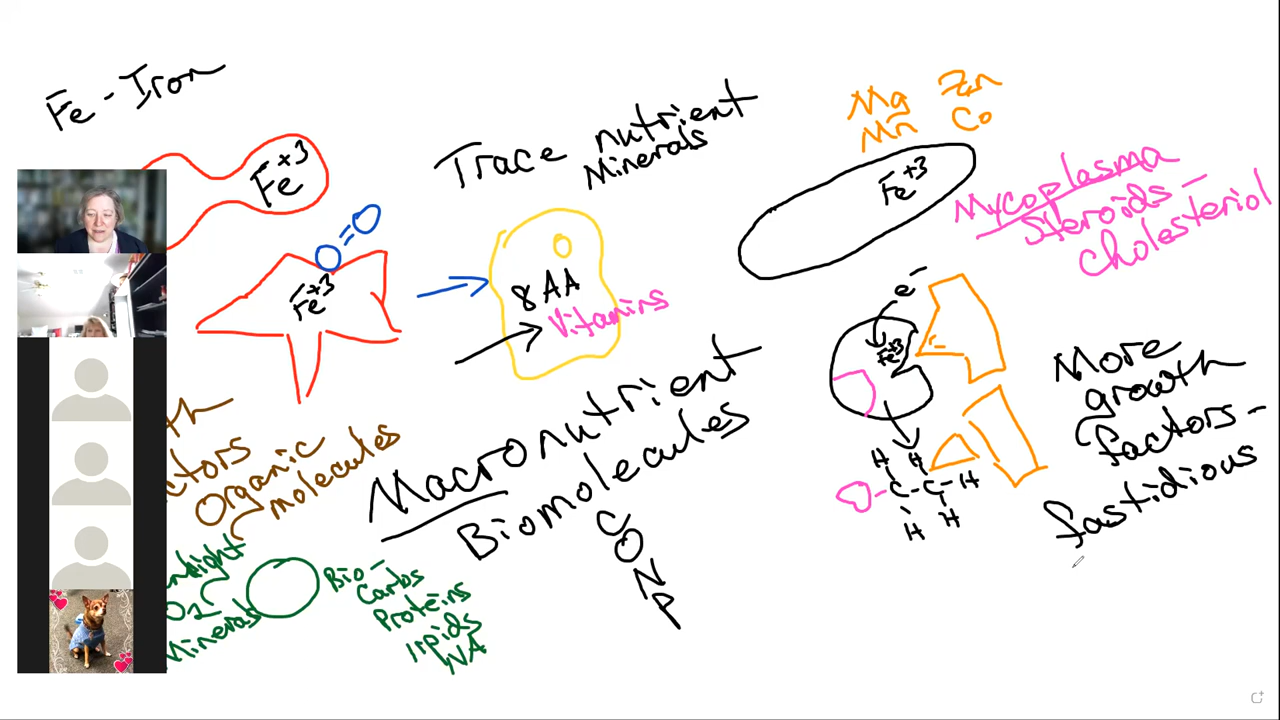 Fe - Iron
Fe+3
Fe+3
O=O
Trace nutrient
Minerals
8 AA
Vitamins
Mg Zn
Mn Co
Fe+3
Mycoplasma
Steroids -
cholesteriol
e-
Fe+3
H H
C - C - H
H H
More
growth
factors -
fastidious
Macronutrient
Biomolecules
C
O
N
P
th
ctors
Organic
molecules
nlight
Minerals
Bio -
Carbs
Proteins
lipids
NA